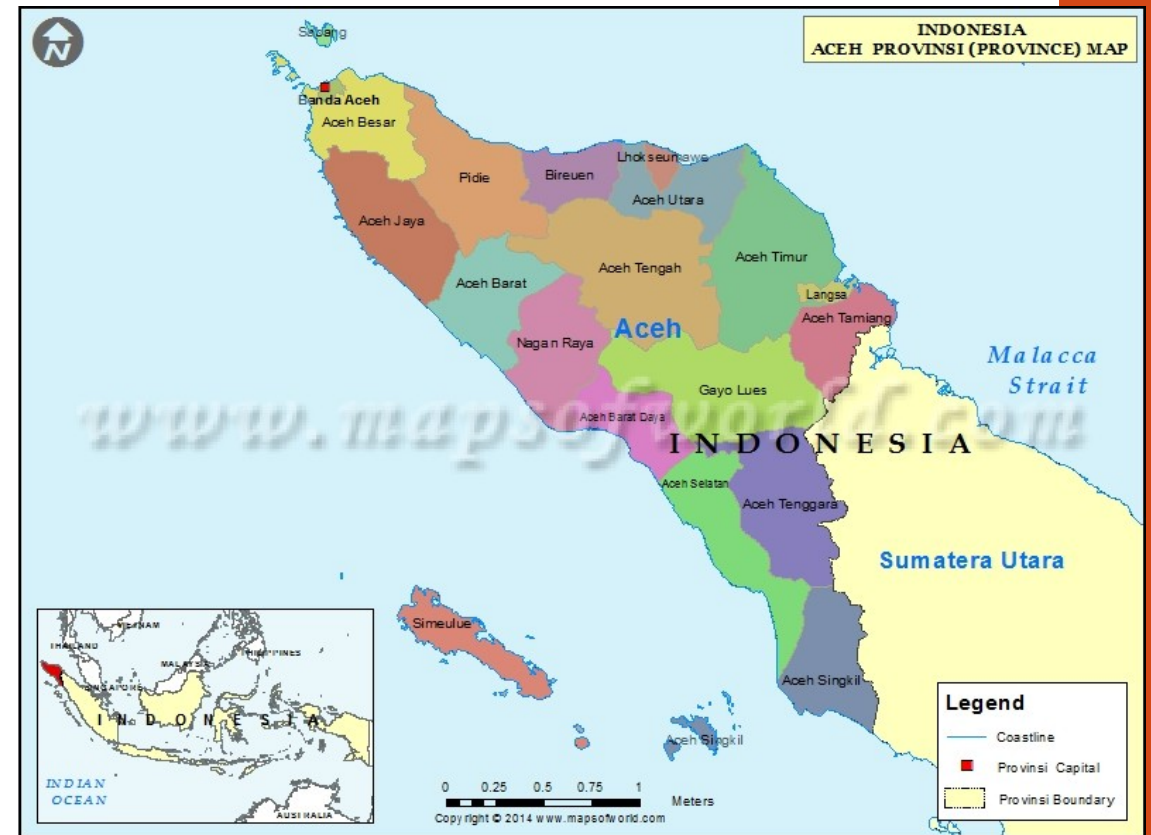 N
INDONESIA
ACEH PROVINSI (PROVINCE) MAP
Sabang
Banda Aceh
Aceh Besar
Pidie
Bireuen
Lhokseumawe
Aceh Utara
Aceh Jaya
Aceh Timur
Aceh Tengah
Aceh Barat
Langsa
Aceh Tamiang
Aceh
Nagan Raya
Malacca
Strait
Gayo Lues
www.mapsofworld.com
Aceh Barat Daya
INDONESIA
Aceh Selatan
Aceh Tenggara
Sumatera Utara
Simeulue
Aceh Singkil
Aceh Singkil
VIETNAM
THAILAND
MALAYSIA
PHILIPPINES
SINGAPORE
INDONESIA
INDIAN
OCEAN
AUSTRALIA
0 0.25 0.5 0.75 1
Meters
Copyright © 2014 www.mapsofworld.com
Legend
Coastline
Provinsi Capital
Provinsi Boundary